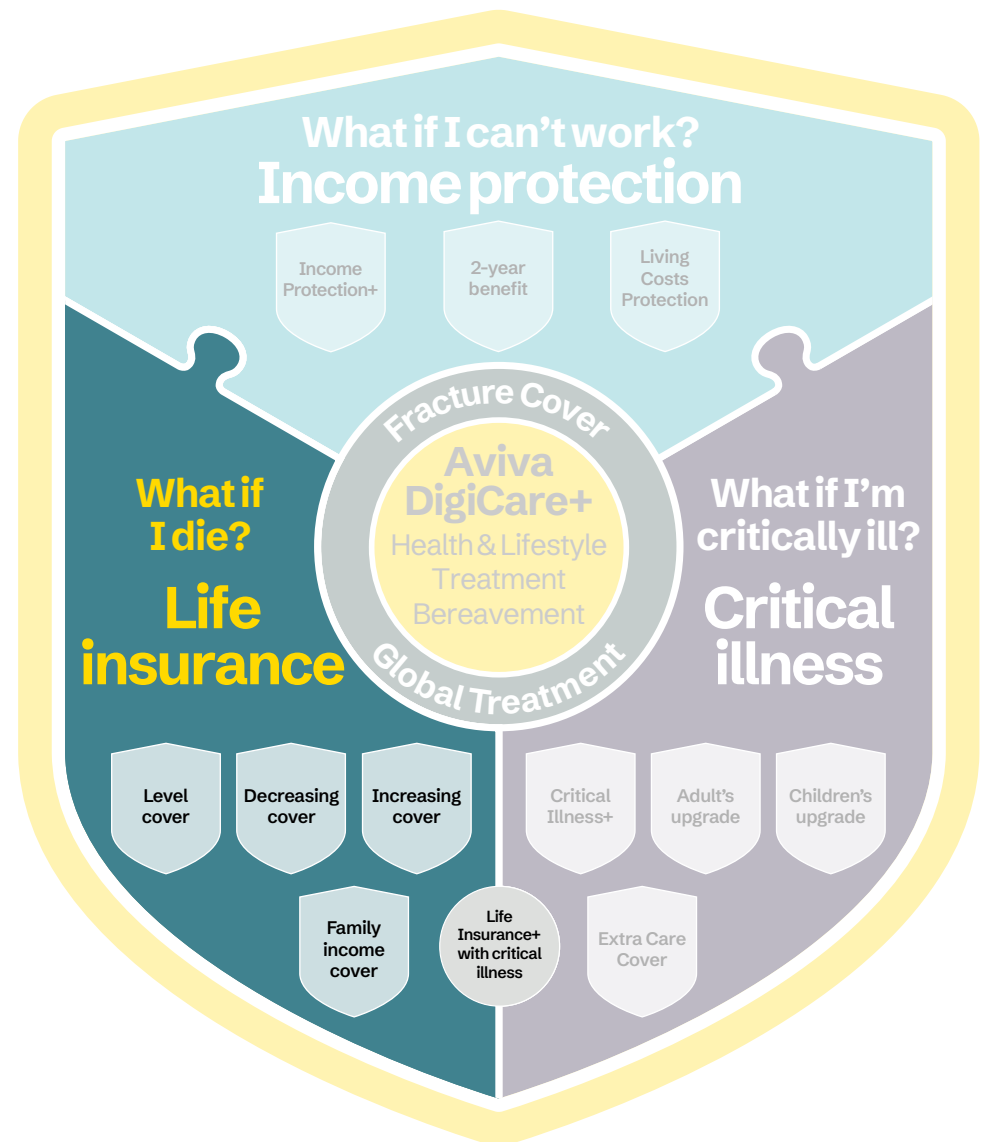 What if I can't work?
Income protection
Income
Protection+
2-year
benefit
Living
Costs
Protection
Fracture Cover
Aviva
DigiCare+
Health & Lifestyle
Treatment
Bereavement
Global Treatment
What if
I die?
Life
insurance
What if I'm
critically ill?
Critical
illness
Level
cover
Decreasing
cover
Increasing
cover
Critical
Illness+
Adult's
upgrade
Children's
upgrade
Family
income
cover
Life
Insurance+
with critical
illness
Extra Care
Cover